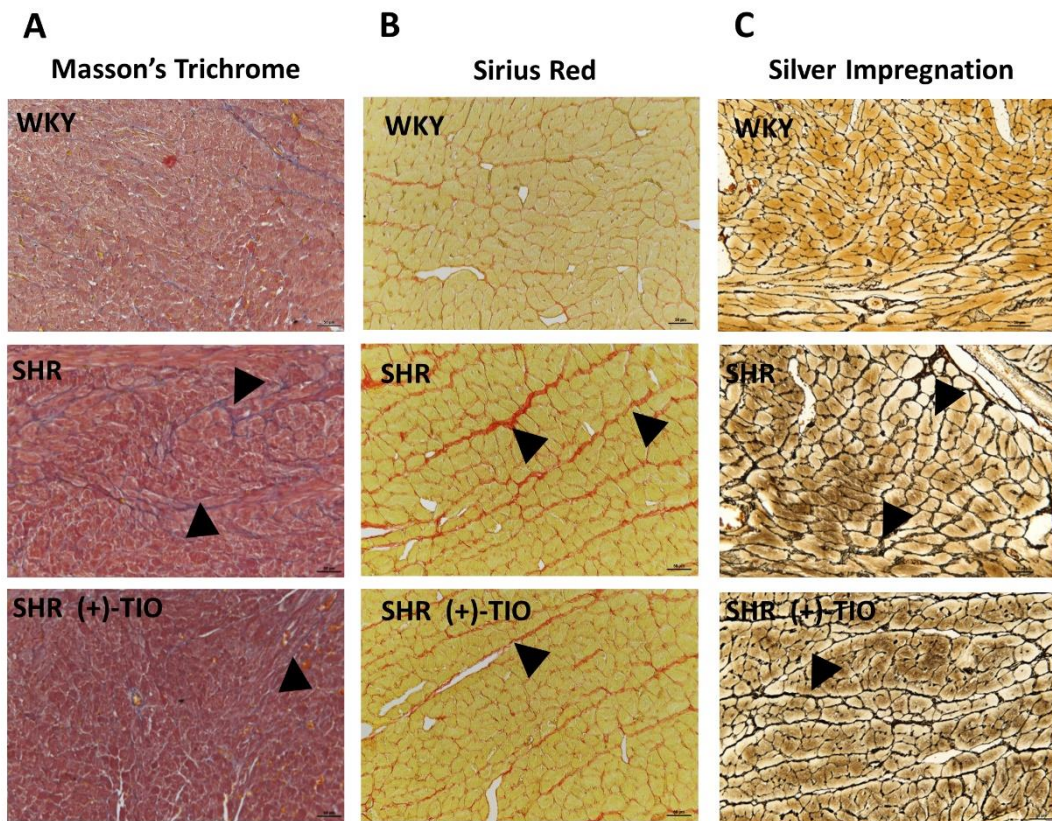 A
B
C
Masson's Trichrome
Sirius Red
Silver Impregnation
WKY
WKY
WKY
SHR
SHR
SHR
SHR (+)-TIO
SHR (+)-TIO
SHR (+)-TIO